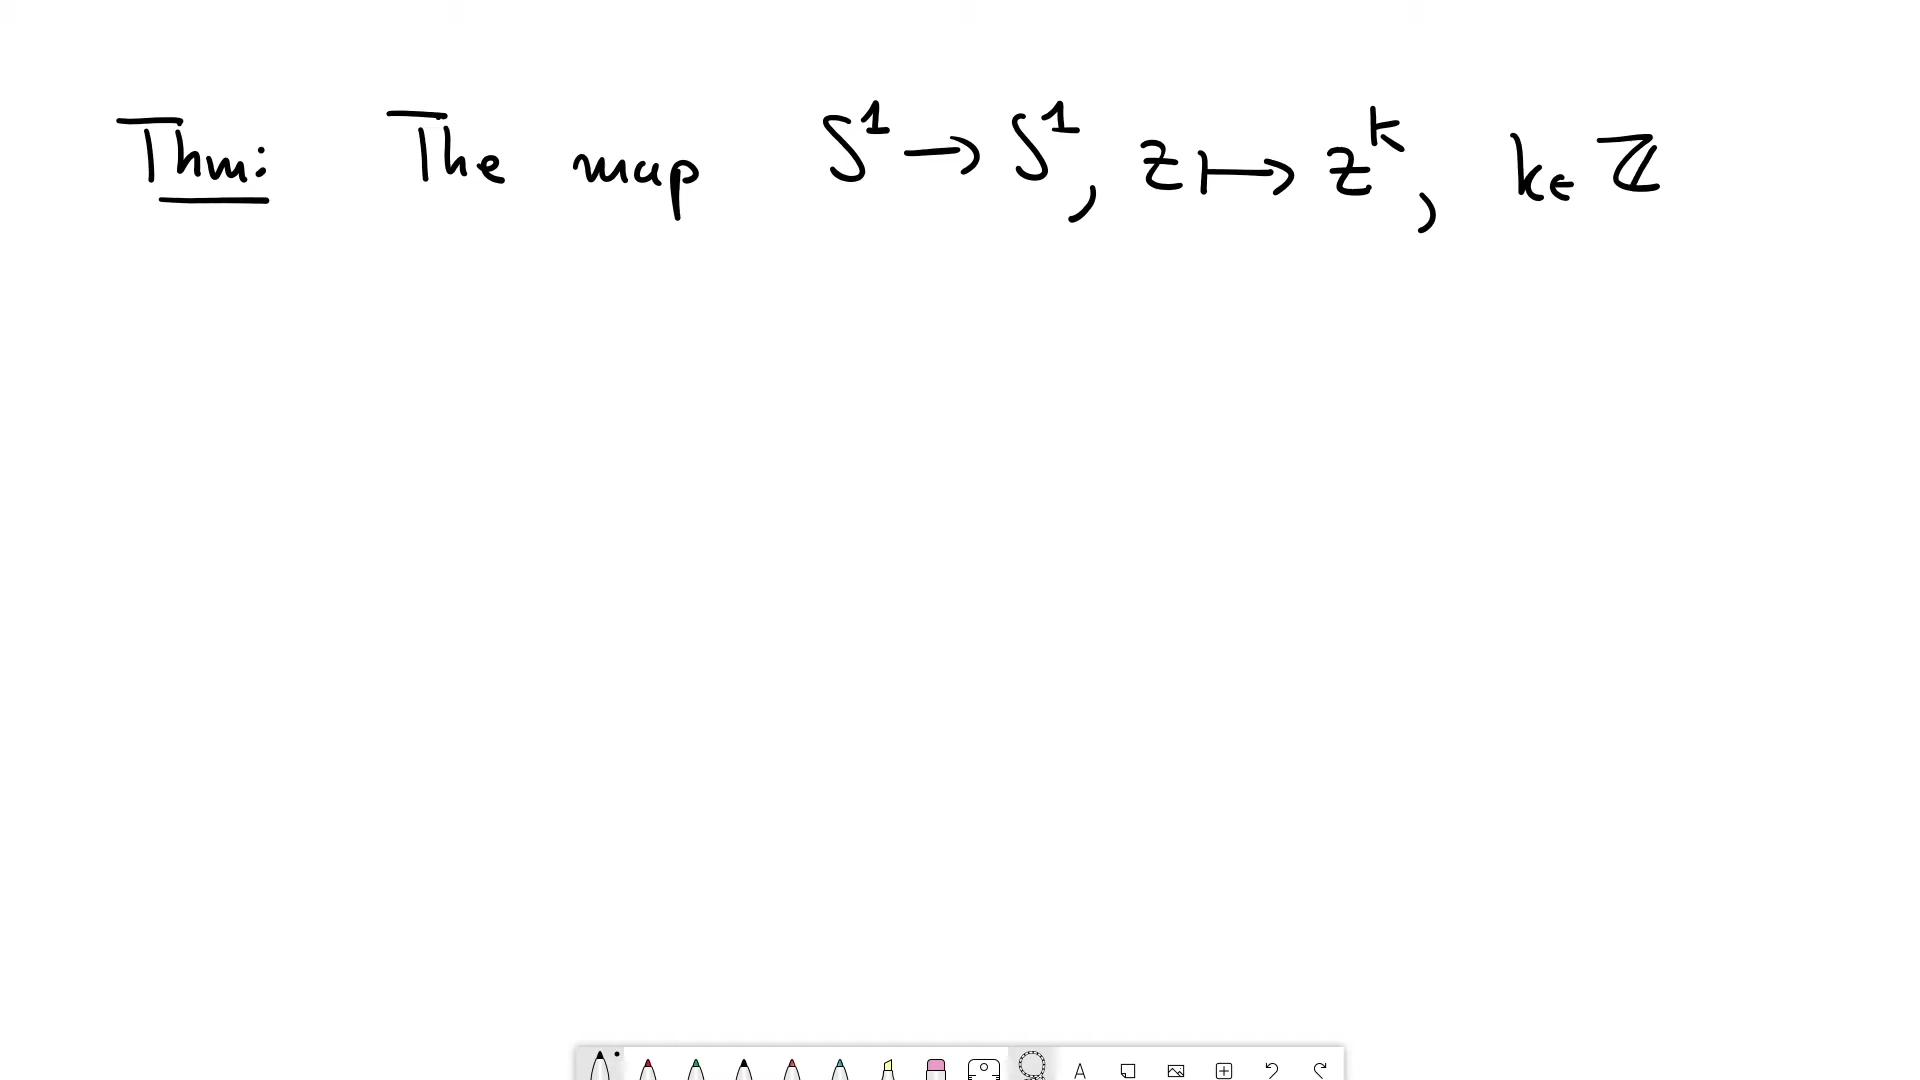 Thm: The map S¹ → S¹, z ↦ z^k, k ∈ ℤ
A